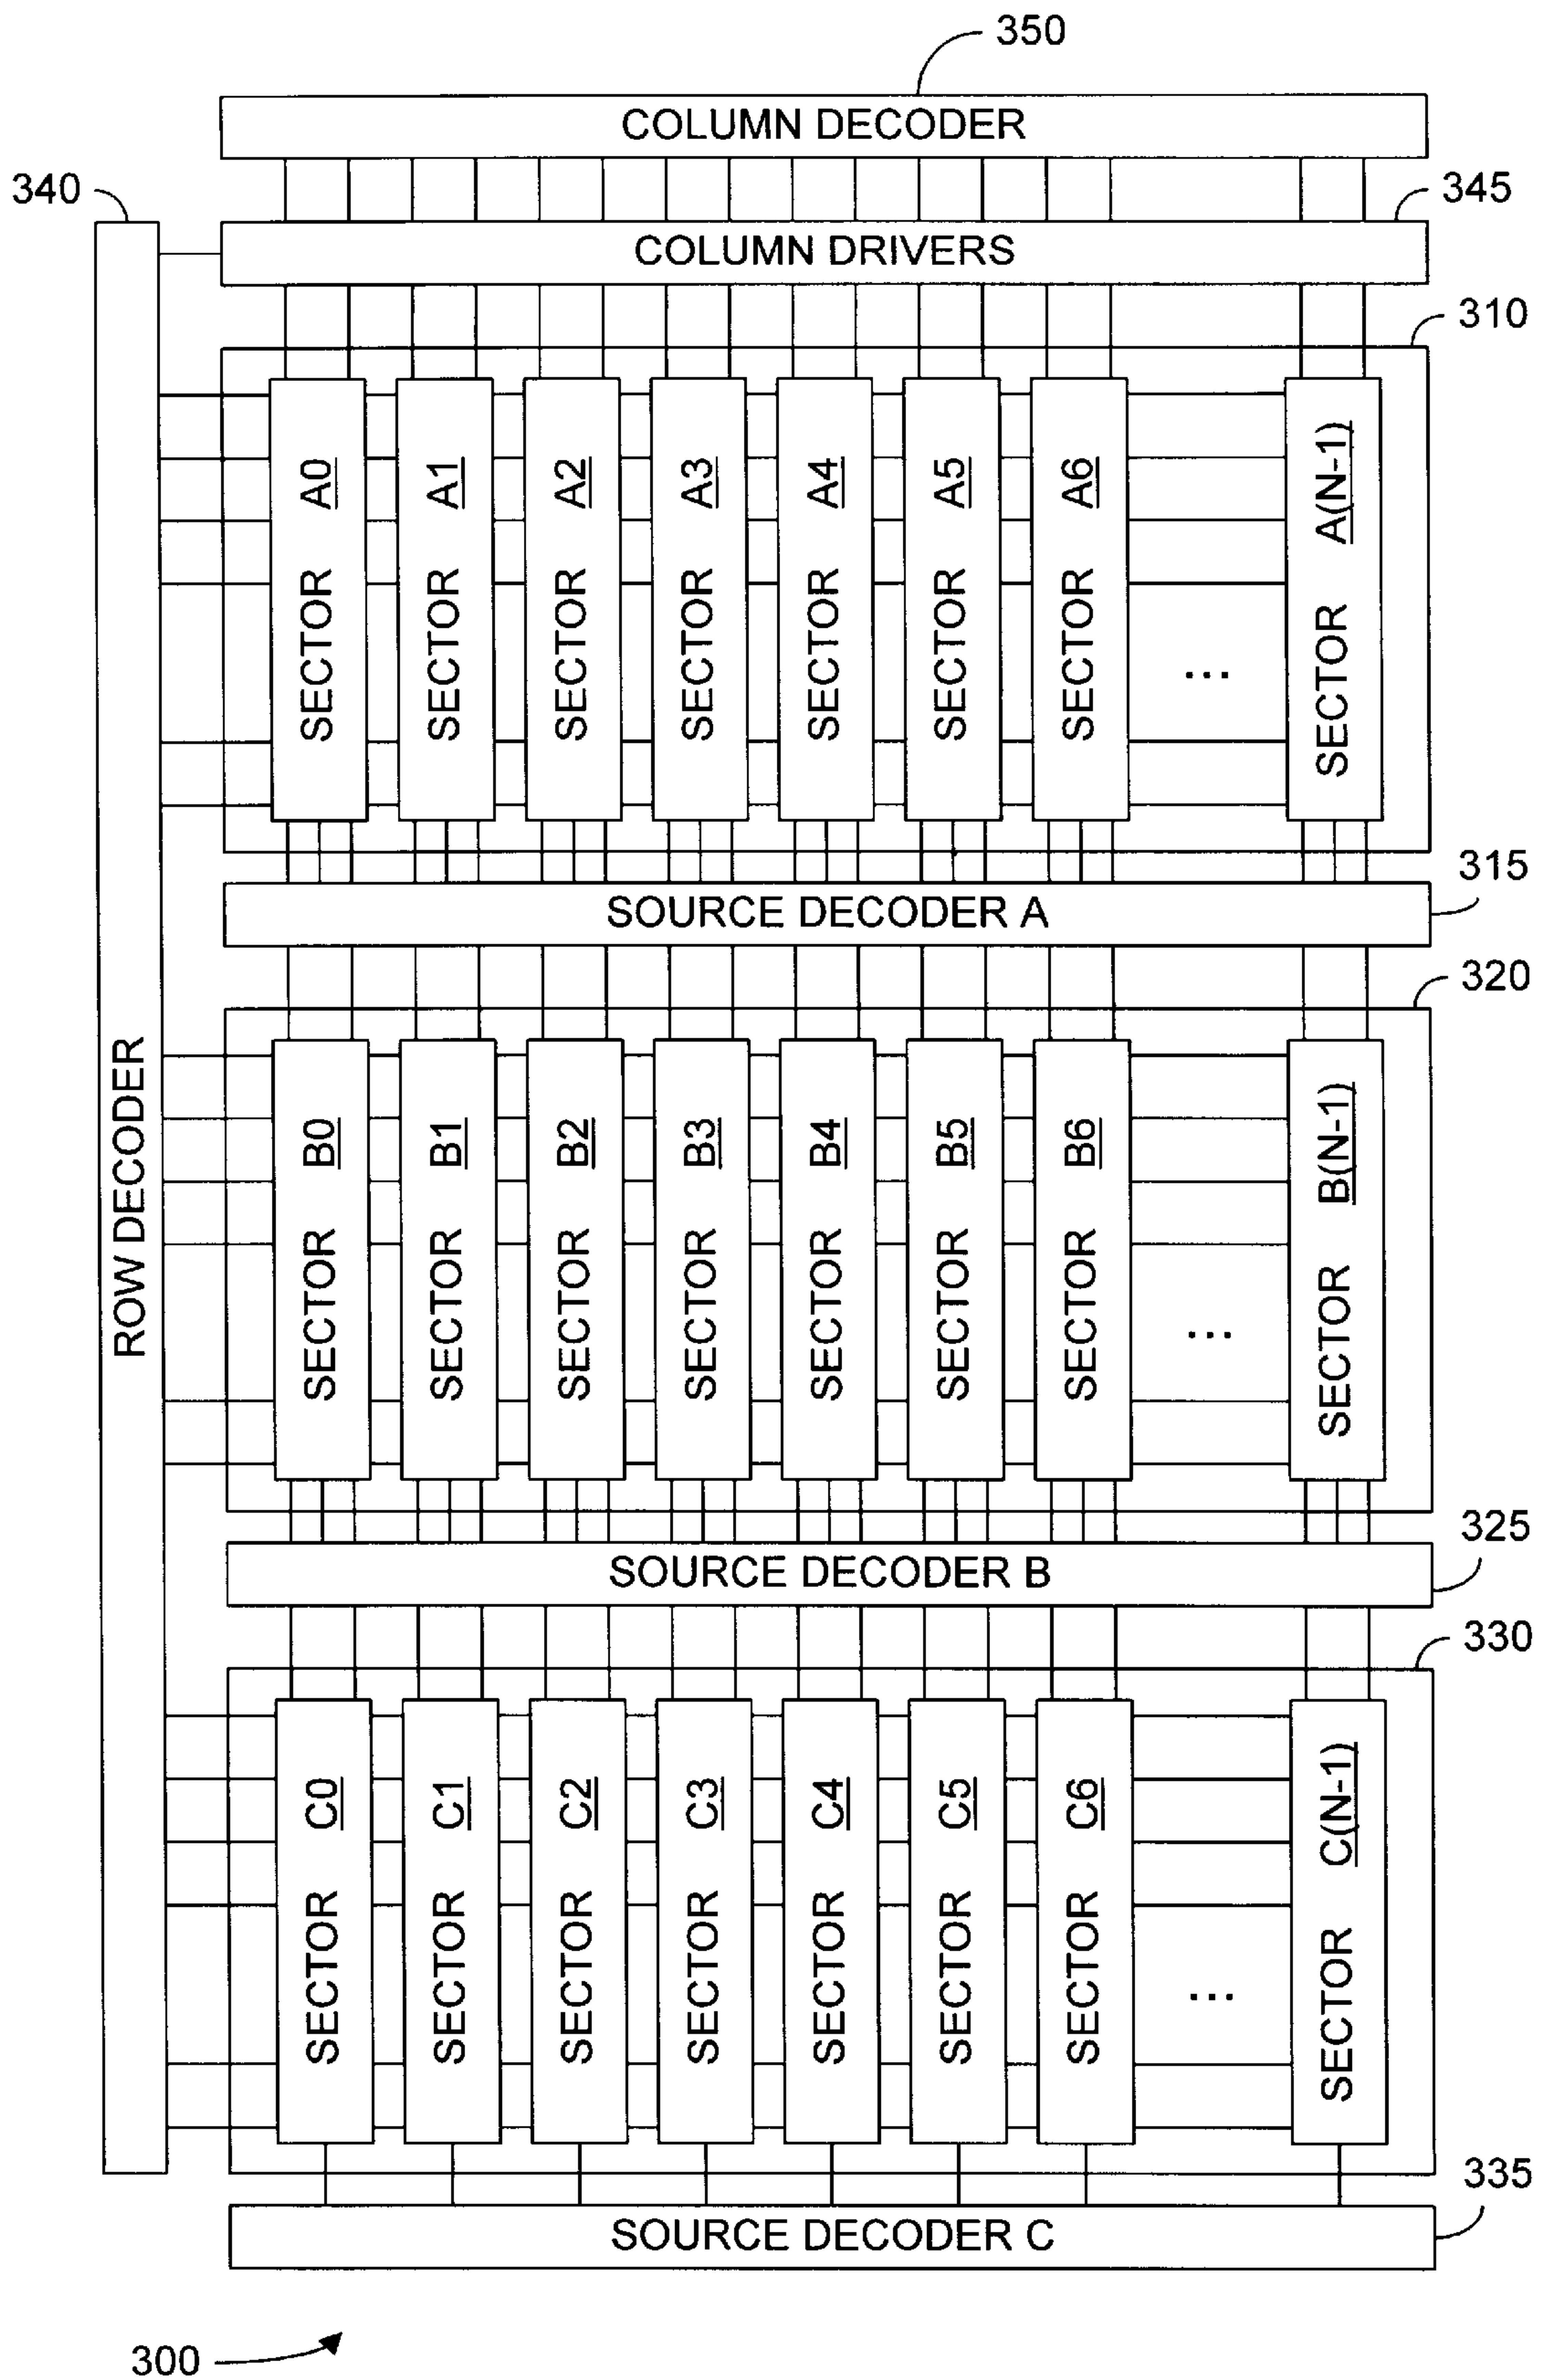 350
COLUMN DECODER
340
345
COLUMN DRIVERS
310
SECTOR A0
SECTOR A1
SECTOR A2
SECTOR A3
SECTOR A4
SECTOR A5
SECTOR A6
...
SECTOR A(N-1)
315
SOURCE DECODER A
320
ROW DECODER
SECTOR B0
SECTOR B1
SECTOR B2
SECTOR B3
SECTOR B4
SECTOR B5
SECTOR B6
...
SECTOR B(N-1)
325
SOURCE DECODER B
330
SECTOR C0
SECTOR C1
SECTOR C2
SECTOR C3
SECTOR C4
SECTOR C5
SECTOR C6
...
SECTOR C(N-1)
335
SOURCE DECODER C
300